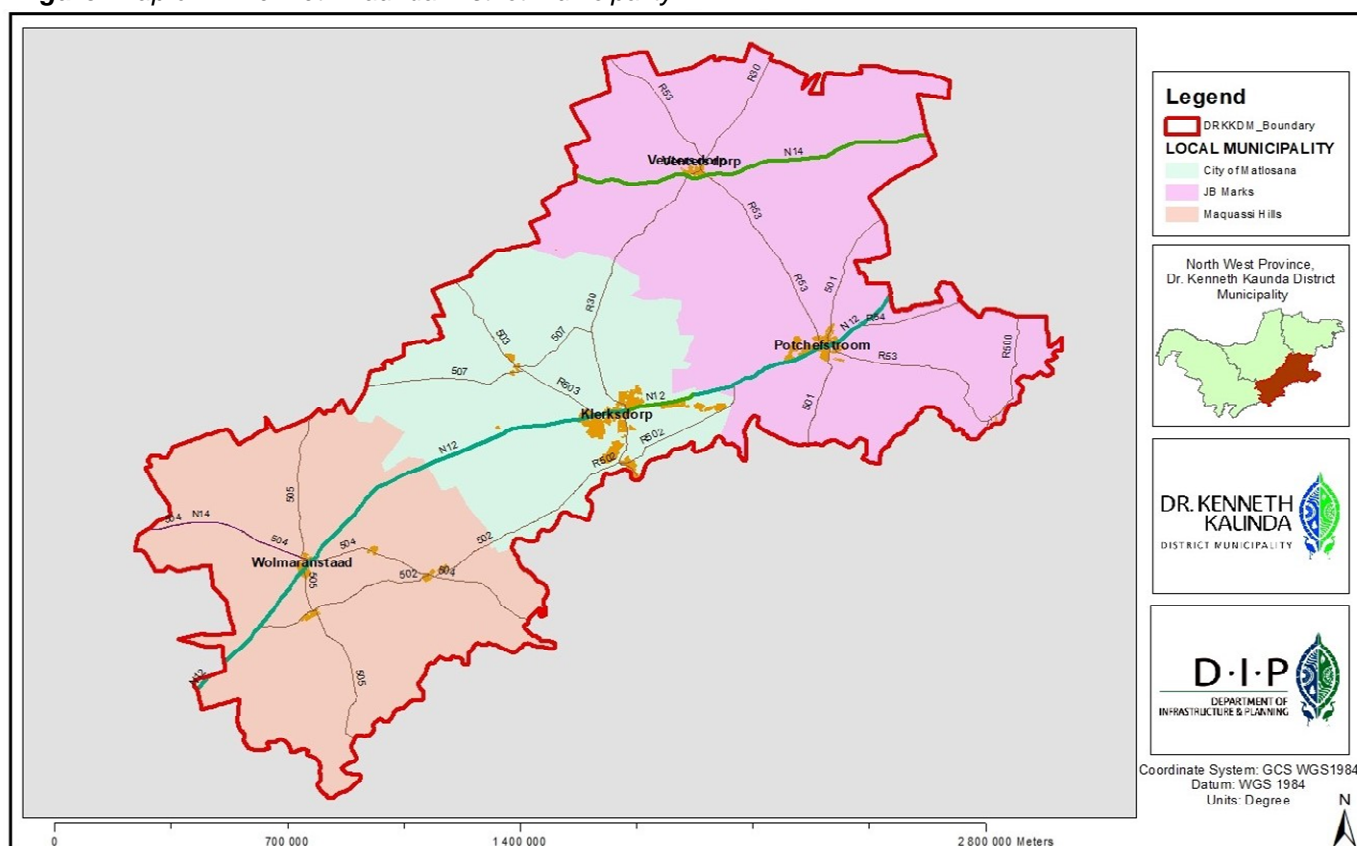 Legend
DRKKDM_Boundary
LOCAL MUNICIPALITY
City of Matlosana
JB Marks
Maquassi Hills
North West Province,
Dr. Kenneth Kaunda District
Municipality
DR. KENNETH
KAUNDA
DISTRICT MUNICIPALITY
D·I·P
DEPARTMENT OF
INFRASTRUCTURE & PLANNING
Coordinate System: GCS WGS1984
Datum: WGS 1984
Units: Degree
N
R53
R30
Ventersdorp
N14
R53
R53
501
R30
N12
R54
Potchefstroom
R53
R500
501
503
507
507
R503
Klerksdorp
N12
R502
R502
N12
505
504
N14
504
504
Wolmaranstaad
505
502
504
502
505
N12
0
700 000
1 400 000
2 800 000 Meters